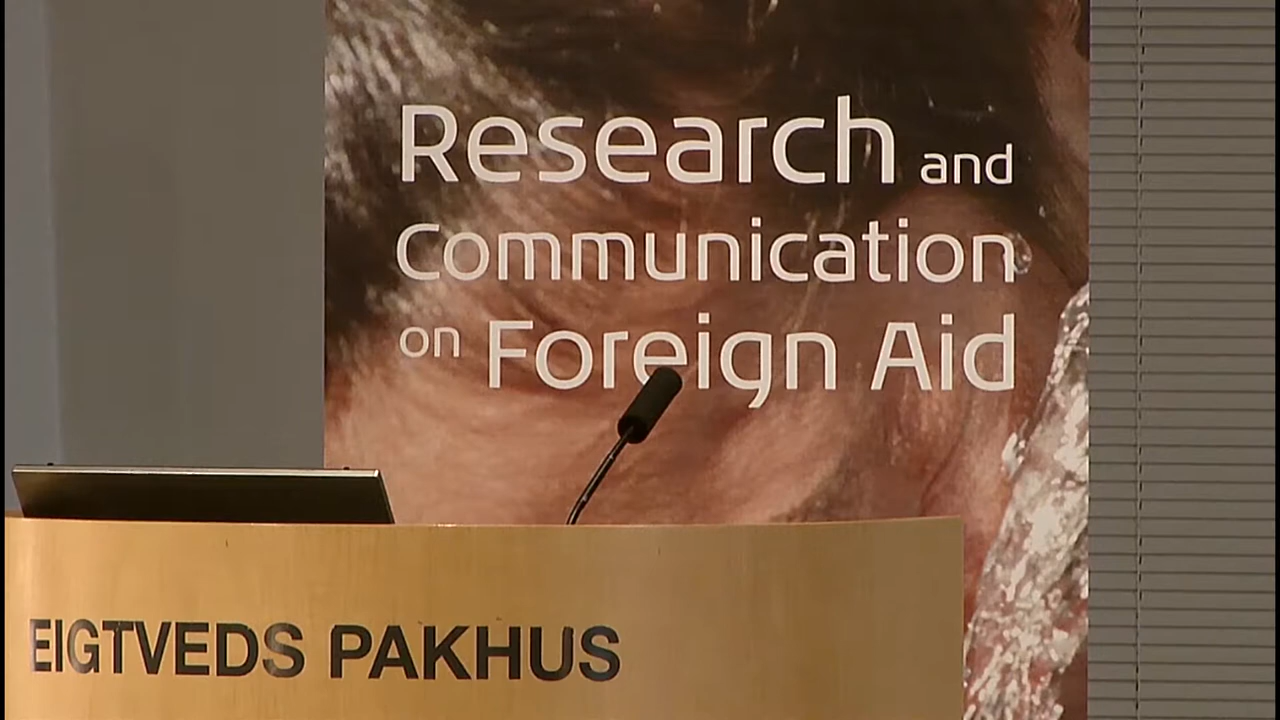 Research and
Communication
on Foreign Aid
EIGTVEDS PAKHUS